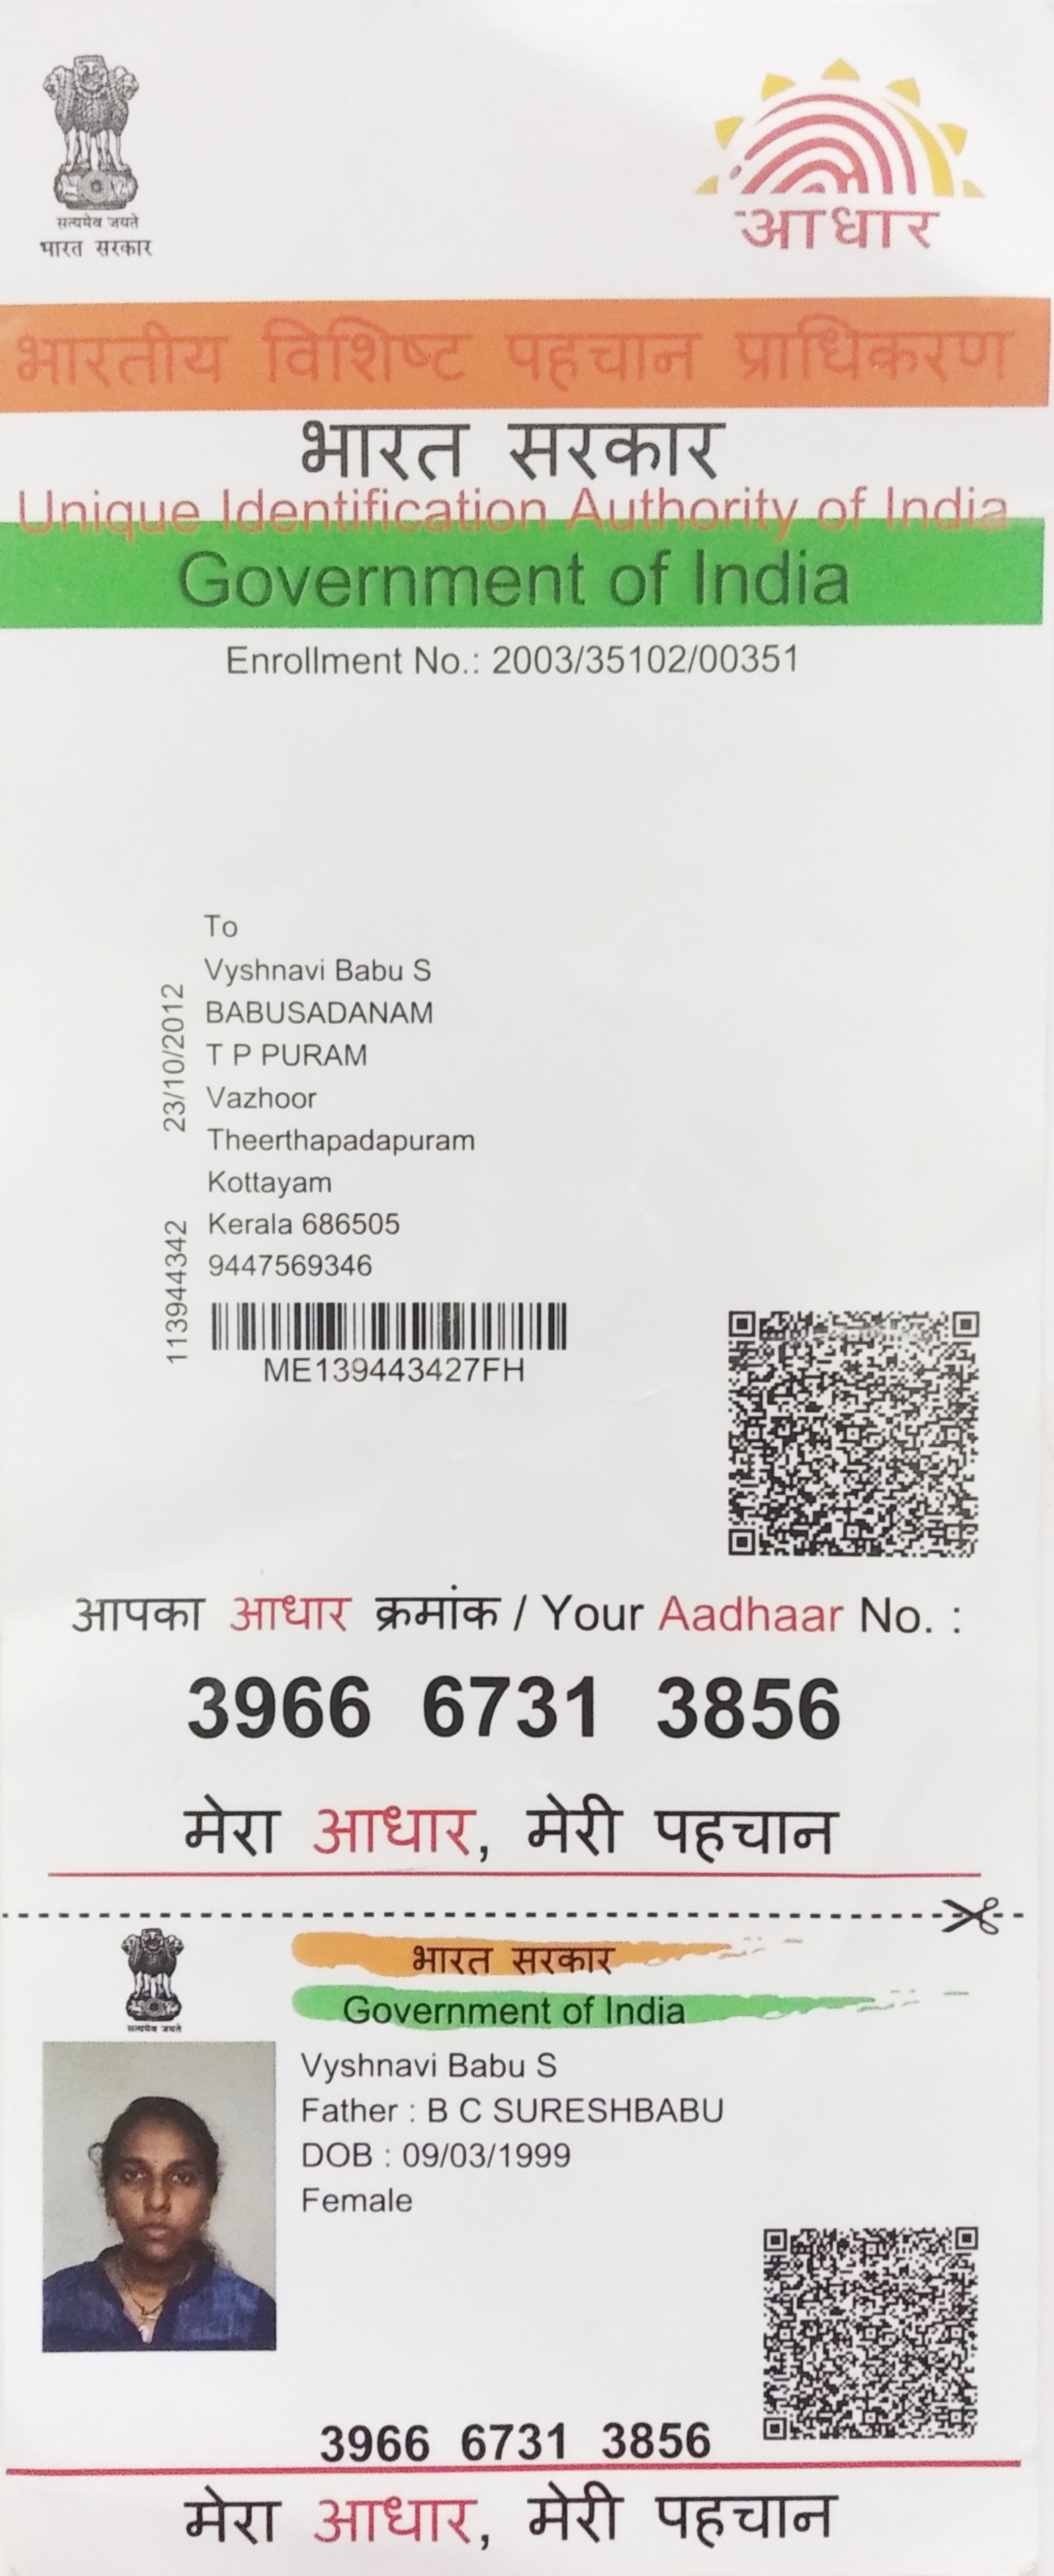 सत्यमेव जयते
भारत सरकार
आधार
भारतीय विशिष्ट पहचान प्राधिकरण
भारत सरकार
Unique Identification Authority of India
Government of India
Enrollment No.: 2003/35102/00351
To
Vyshnavi Babu S
BABUSADANAM
T P PURAM
Vazhoor
Theerthapadapuram
Kottayam
Kerala 686505
9447569346
23/10/2012
113944342
ME139443427FH
आपका आधार क्रमांक / Your Aadhaar No. :
3966 6731 3856
मेरा आधार, मेरी पहचान
भारत सरकार
Government of India
सत्यमेव जयते
Vyshnavi Babu S
Father : B C SURESHBABU
DOB : 09/03/1999
Female
3966 6731 3856
मेरा आधार, मेरी पहचान